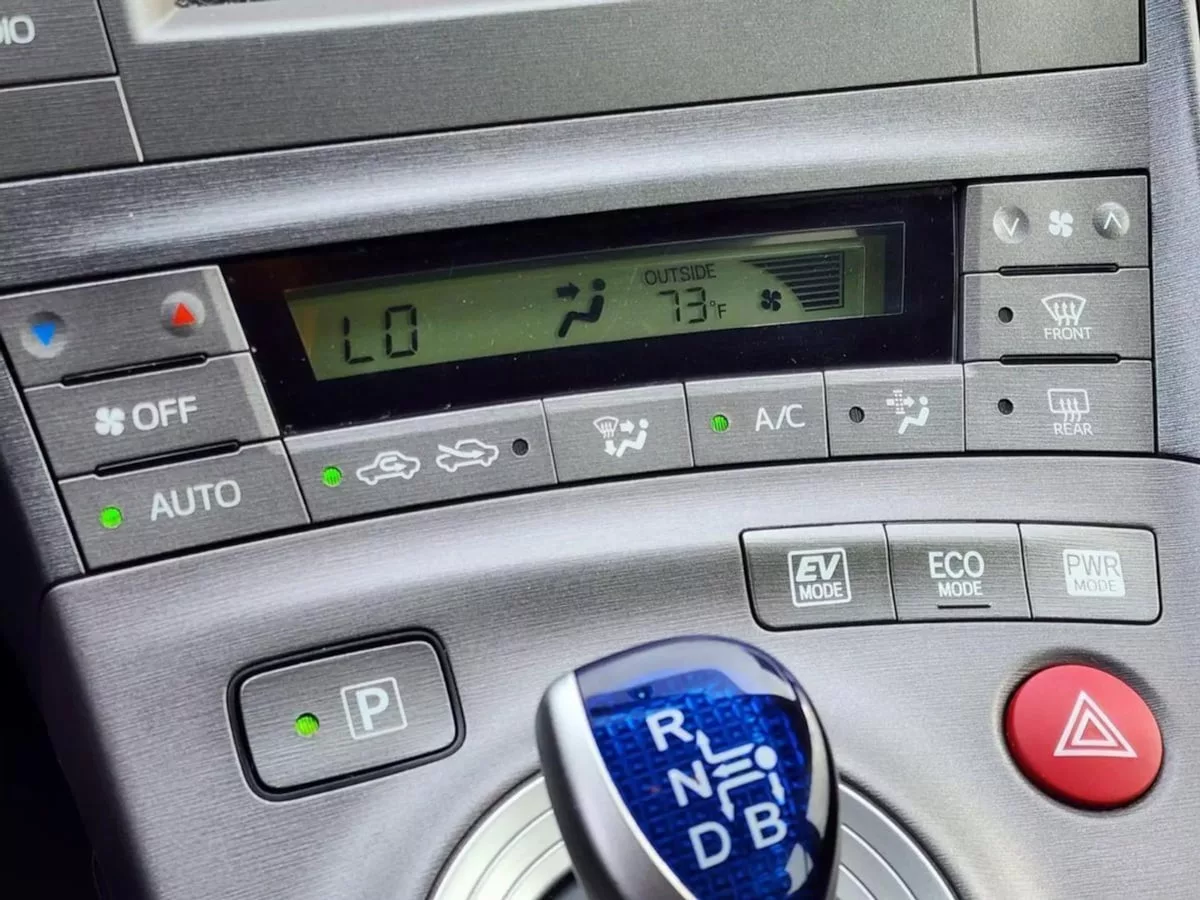 LO
OUTSIDE
73°F
OFF
AUTO
A/C
FRONT
REAR
EV
MODE
ECO
MODE
PWR
MODE
P
R
N
D
B